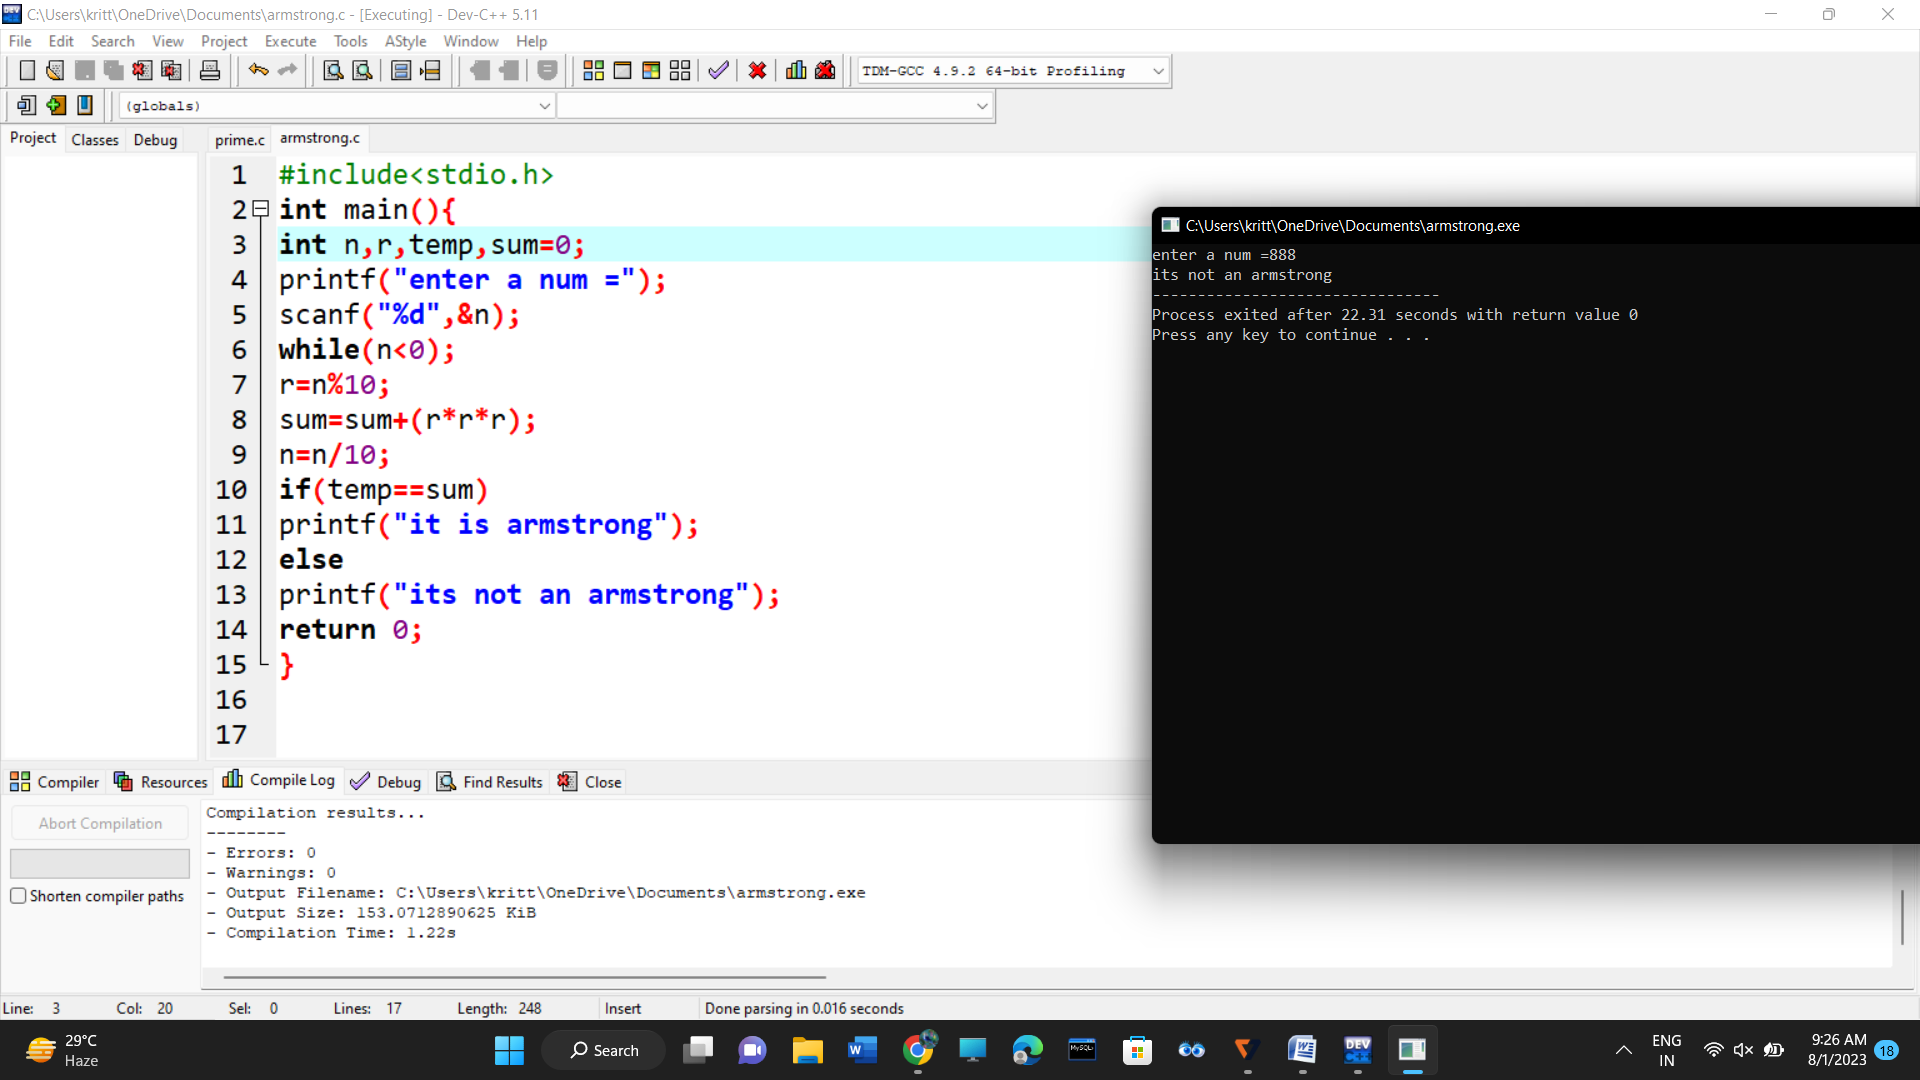 C:\Users\kritt\OneDrive\Documents\armstrong.c - [Executing] - Dev-C++ 5.11
File Edit Search View Project Execute Tools AStyle Window Help
TDM-GCC 4.9.2 64-bit Profiling
(globals)
Project Classes Debug
prime.c armstrong.c
1 #include<stdio.h>
2 int main(){
3 int n,r,temp,sum=0;
4 printf("enter a num =");
5 scanf("%d",&n);
6 while(n<0);
7 r=n%10;
8 sum=sum+(r*r*r);
9 n=n/10;
10 if(temp==sum)
11 printf("it is armstrong");
12 else
13 printf("its not an armstrong");
14 return 0;
15 }
16
17
C:\Users\kritt\OneDrive\Documents\armstrong.exe
enter a num =888
its not an armstrong
--------------------------------
Process exited after 22.31 seconds with return value 0
Press any key to continue . . .
Compiler Resources Compile Log Debug Find Results Close
Abort Compilation
Shorten compiler paths
Compilation results...
--------
- Errors: 0
- Warnings: 0
- Output Filename: C:\Users\kritt\OneDrive\Documents\armstrong.exe
- Output Size: 153.0712890625 KiB
- Compilation Time: 1.22s
Line: 3 Col: 20 Sel: 0 Lines: 17 Length: 248 Insert Done parsing in 0.016 seconds
29°C
Haze
Search
MySQL
DEV
ENG
IN
9:26 AM
8/1/2023
18